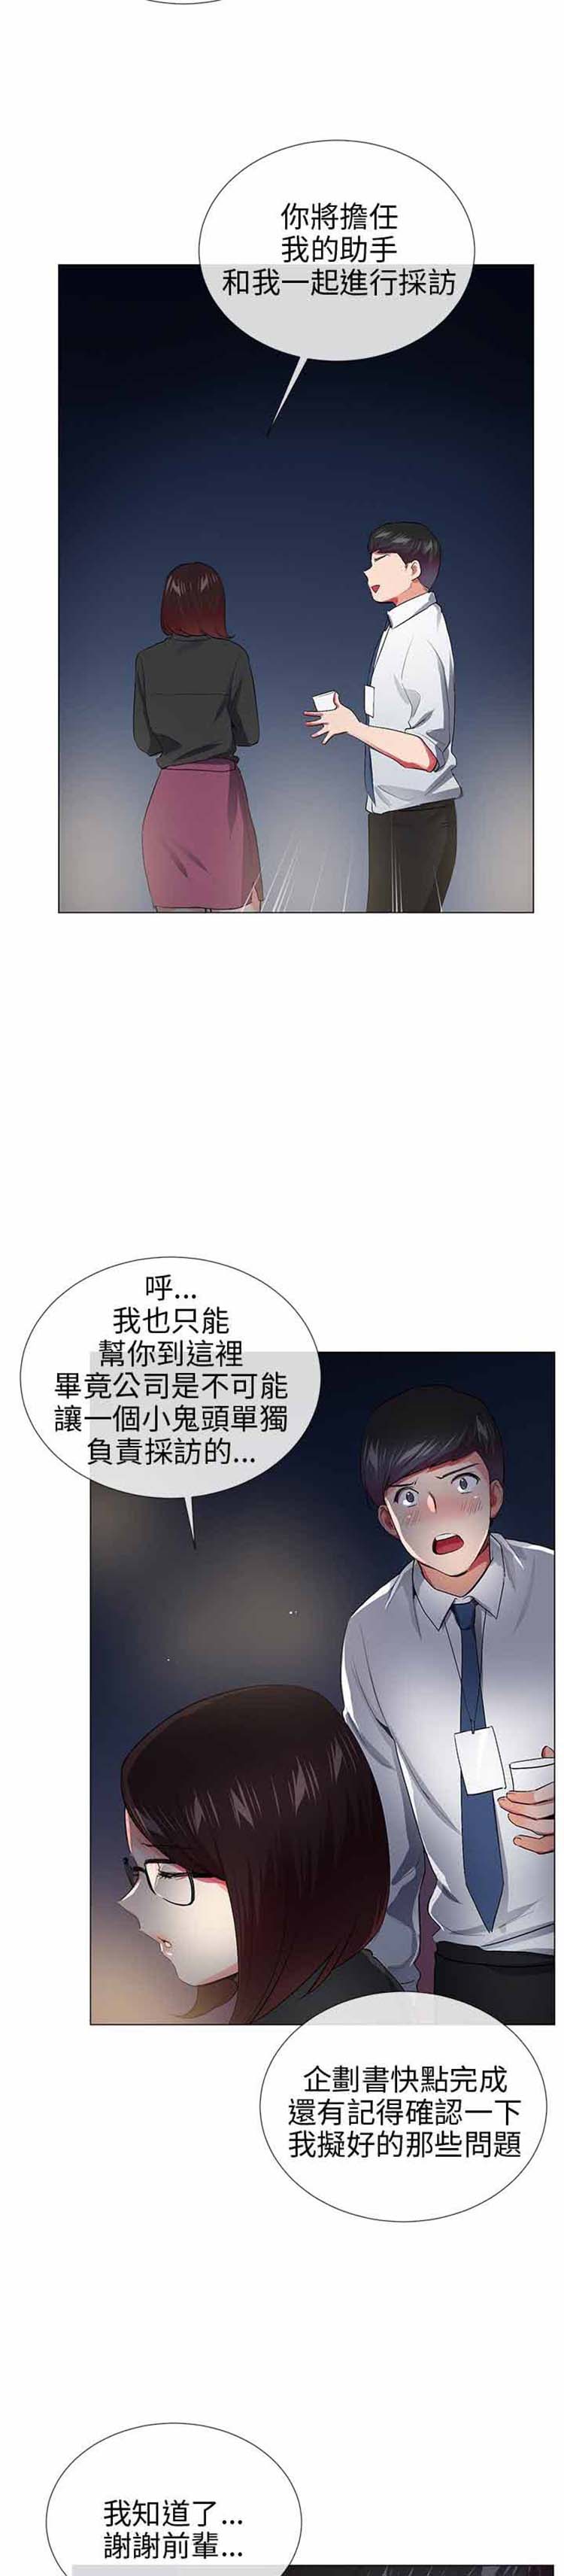 你將擔任
我的助手
和我一起進行採訪
呼...
我也只能
幫你到這裡
畢竟公司是不可能
讓一個小鬼頭單獨
負責採訪的...
企劃書快點完成
還有記得確認一下
我擬好的那些問題
我知道了...
謝謝前輩...